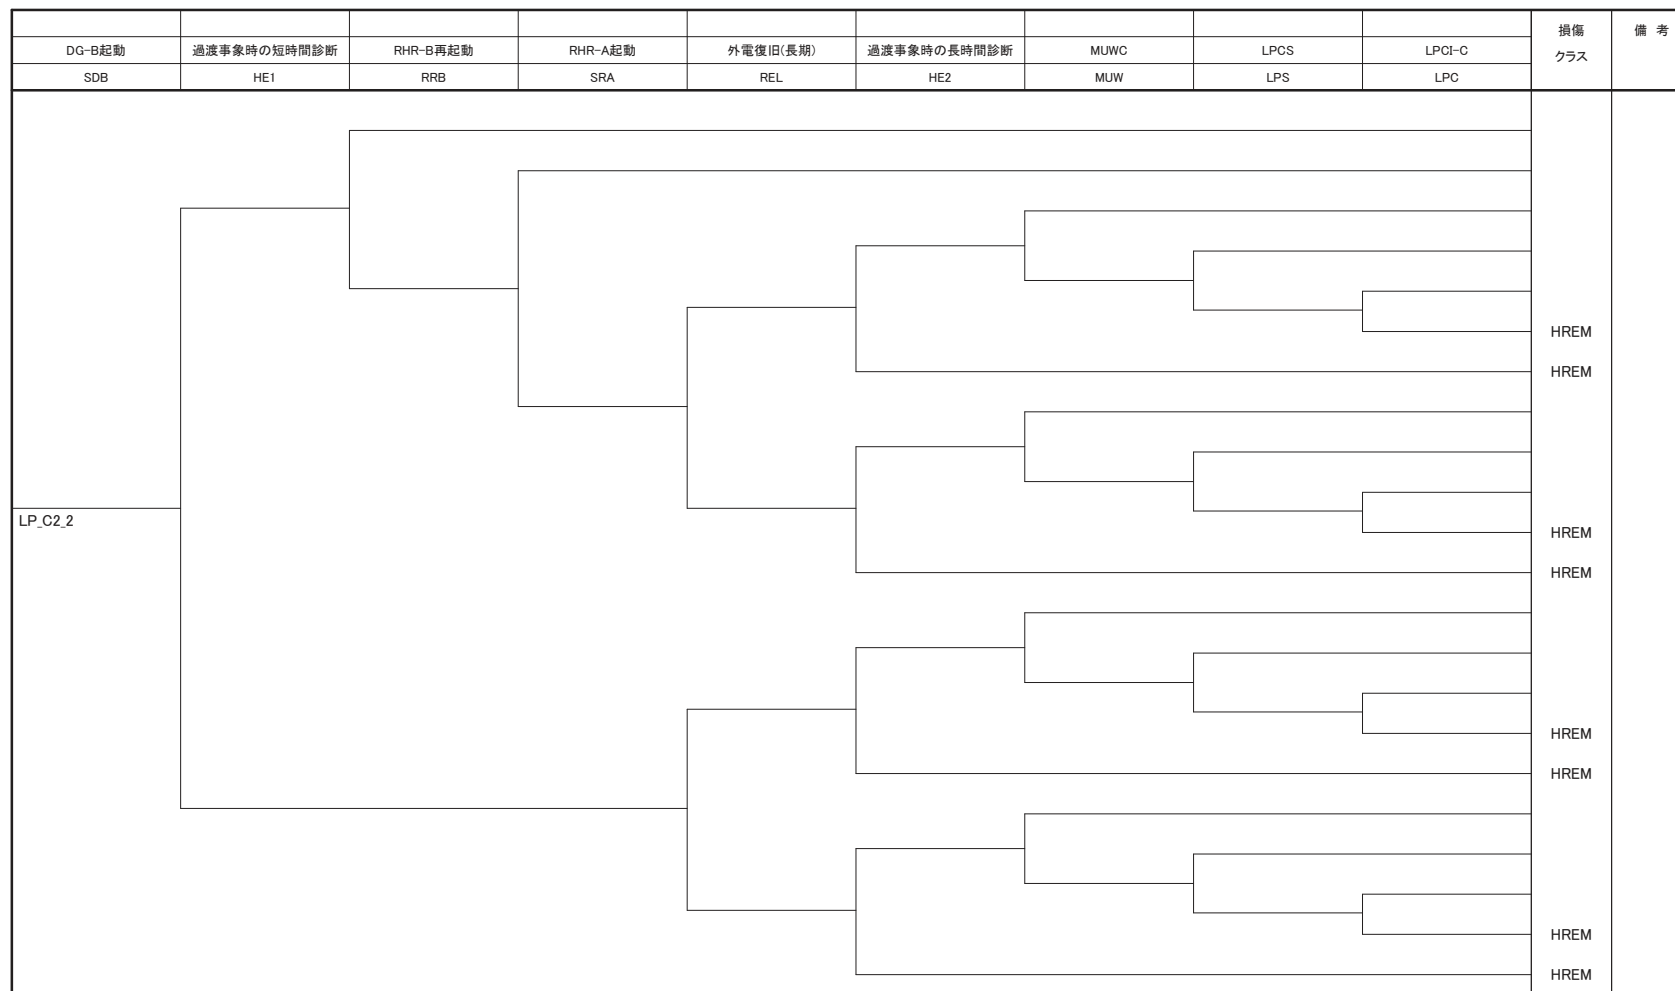 損傷
クラス
備 考
DG-B起動
過渡事象時の短時間診断
RHR-B再起動
RHR-A起動
外電復旧(長期)
過渡事象時の長時間診断
MUWC
LPCS
LPCI-C
SDB
HE1
RRB
SRA
REL
HE2
MUW
LPS
LPC
HREM
HREM
LP_C2_2
HREM
HREM
HREM
HREM
HREM
HREM